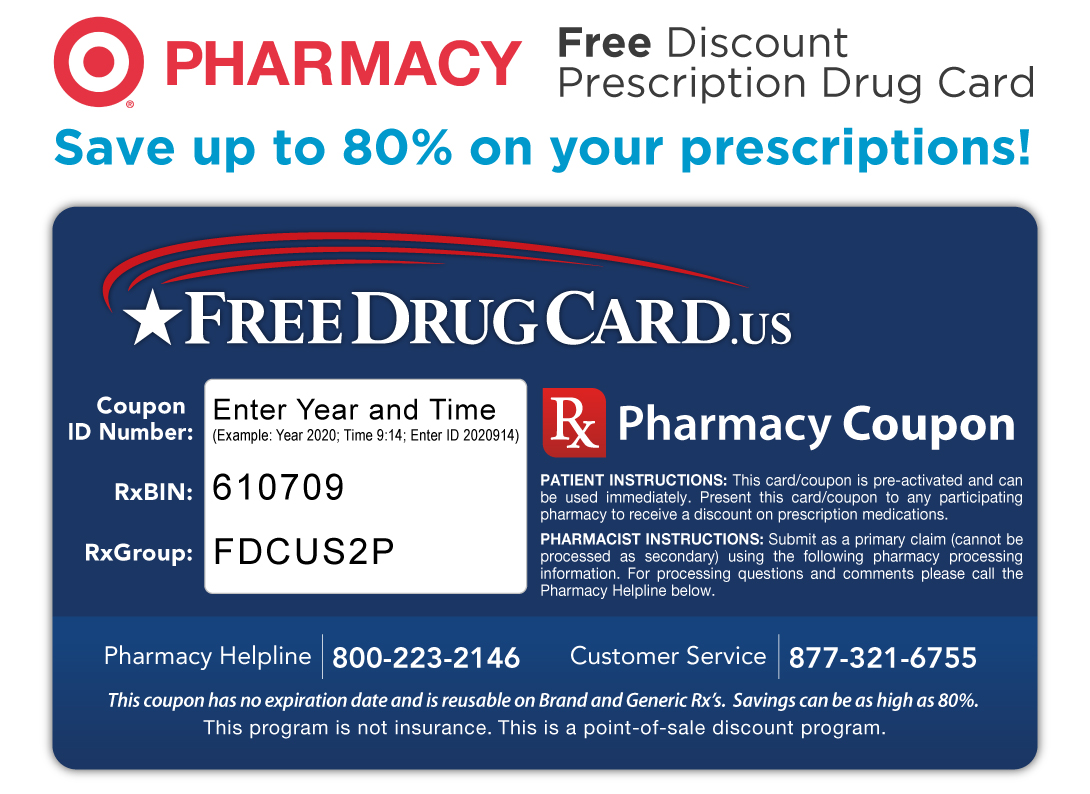 PHARMACY
®
Free Discount
Prescription Drug Card
Save up to 80% on your prescriptions!
FREEDRUGCARD.US
Coupon
ID Number:
Enter Year and Time
(Example: Year 2020; Time 9:14; Enter ID 2020914)
RxBIN:
610709
RxGroup:
FDCUS2P
Rx
Pharmacy Coupon
PATIENT INSTRUCTIONS: This card/coupon is pre-activated and can
be used immediately. Present this card/coupon to any participating
pharmacy to receive a discount on prescription medications.
PHARMACIST INSTRUCTIONS: Submit as a primary claim (cannot be
processed as secondary) using the following pharmacy processing
information. For processing questions and comments please call the
Pharmacy Helpline below.
Pharmacy Helpline
800-223-2146
Customer Service
877-321-6755
This coupon has no expiration date and is reusable on Brand and Generic Rx's. Savings can be as high as 80%.
This program is not insurance. This is a point-of-sale discount program.